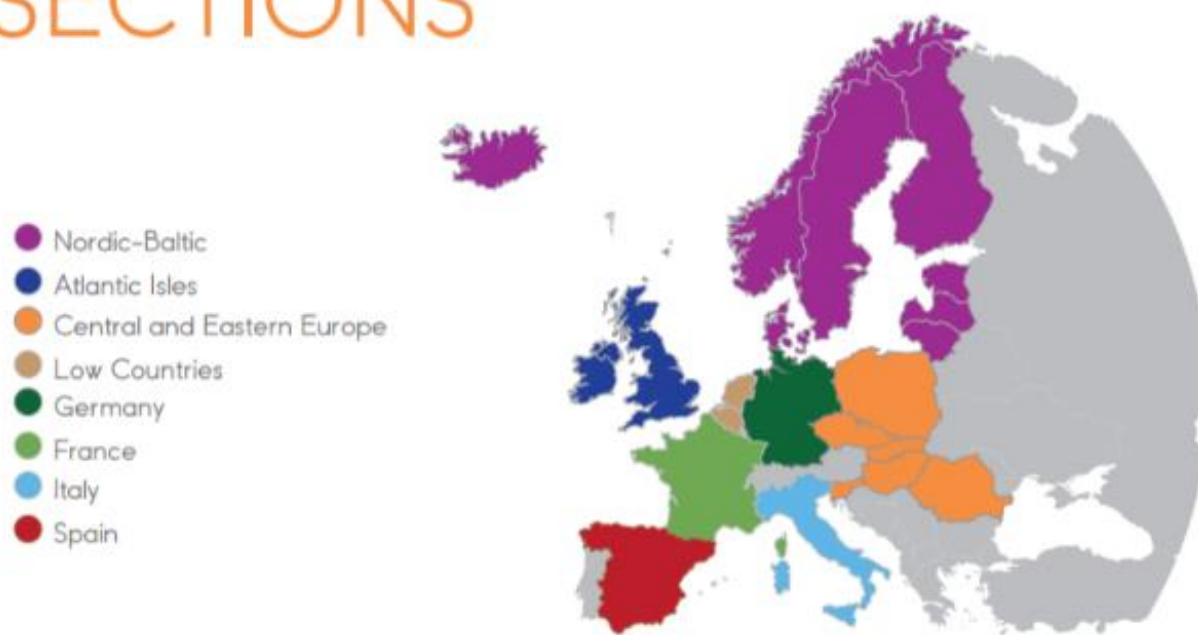 SECTIONS
Nordic-Baltic
Atlantic Isles
Central and Eastern Europe
Low Countries
Germany
France
Italy
Spain